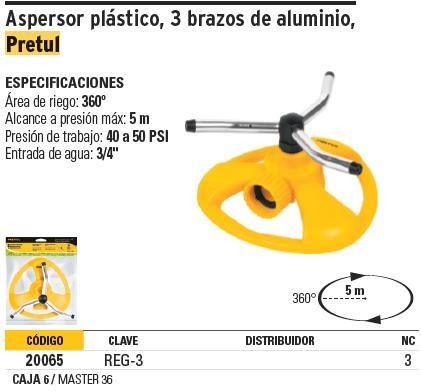 Aspersor plástico, 3 brazos de aluminio,
Pretul
ESPECIFICACIONES
Área de riego: 360°
Alcance a presión máx: 5 m
Presión de trabajo: 40 a 50 PSI
Entrada de agua: 3/4"
360°
5 m
CÓDIGO CLAVE DISTRIBUIDOR NC
20065 REG-3 3
CAJA 6 / MASTER 36